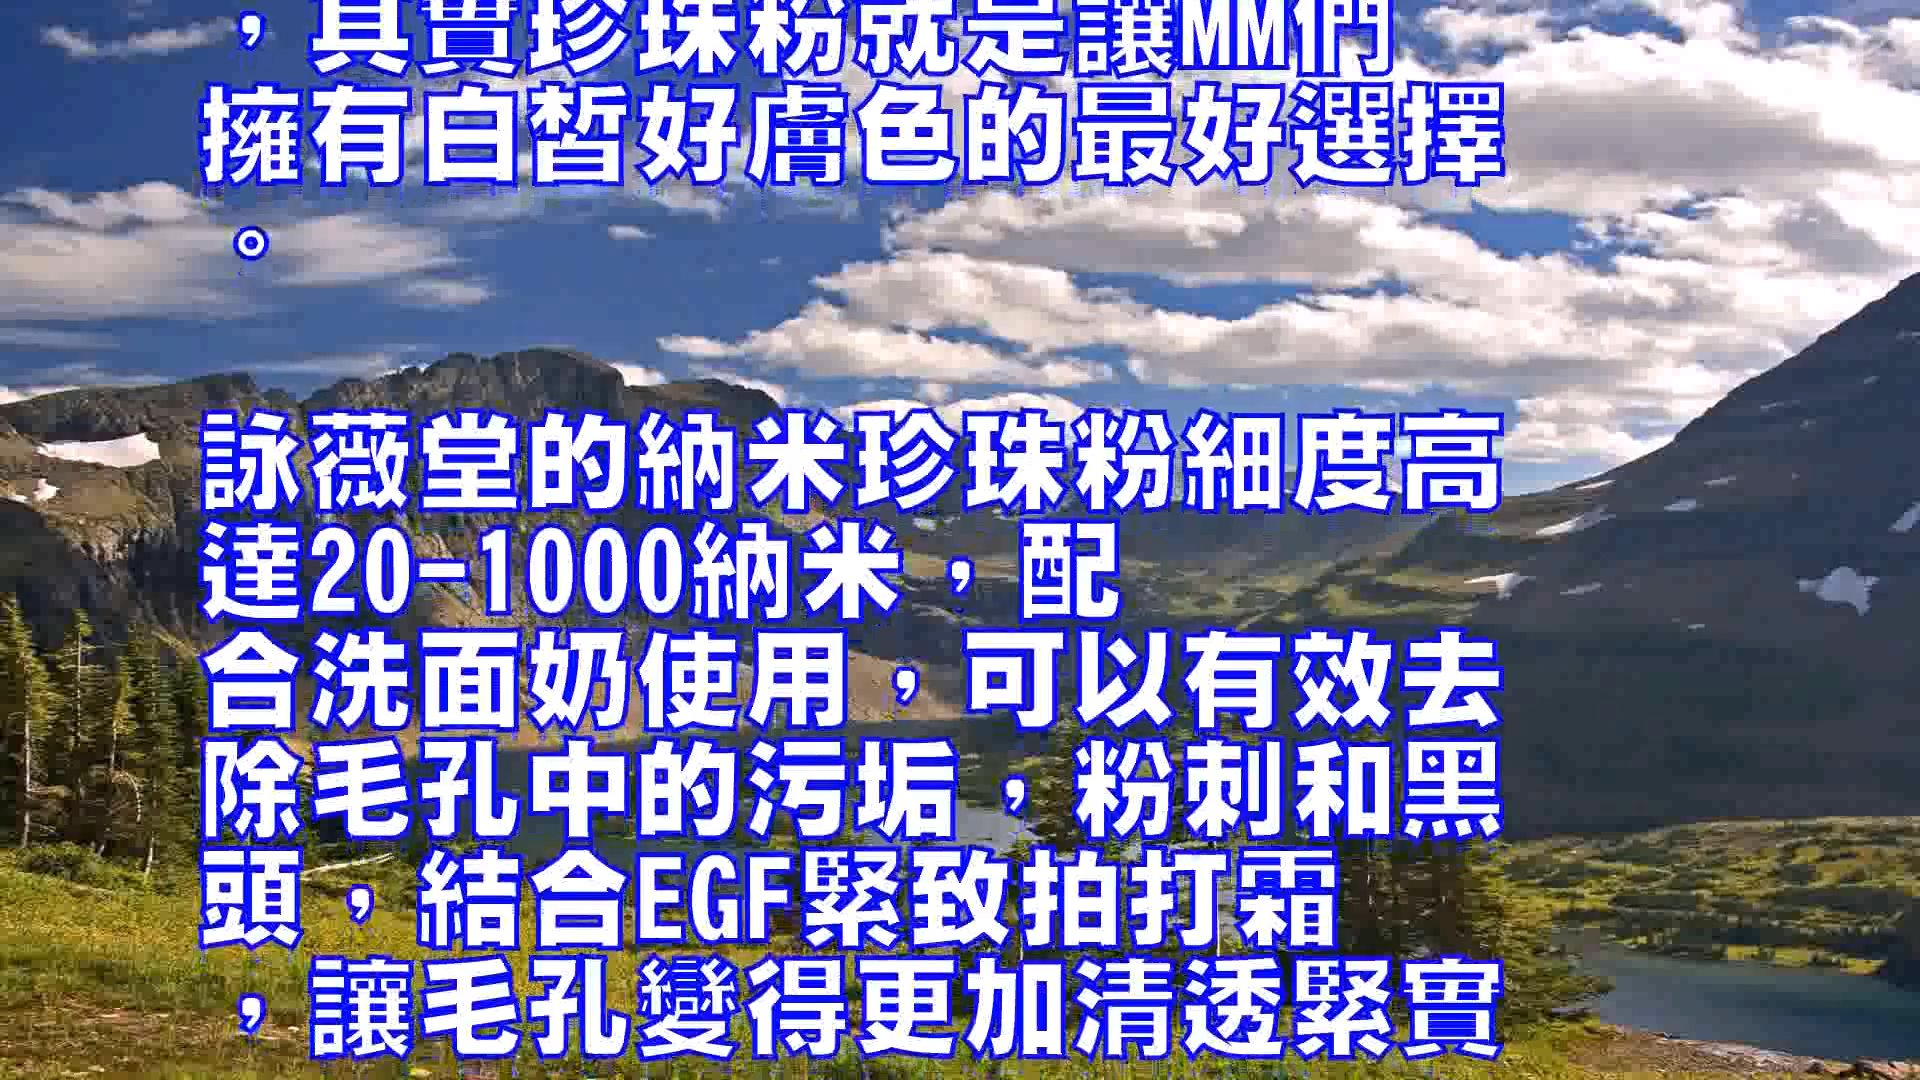 ，其實珍珠粉就是讓MM們
擁有白皙好膚色的最好選擇
。
詠薇堂的納米珍珠粉細度高
達20-1000納米，配
合洗面奶使用，可以有效去
除毛孔中的污垢，粉刺和黑
頭，結合EGF緊致拍打霜
，讓毛孔變得更加清透緊實